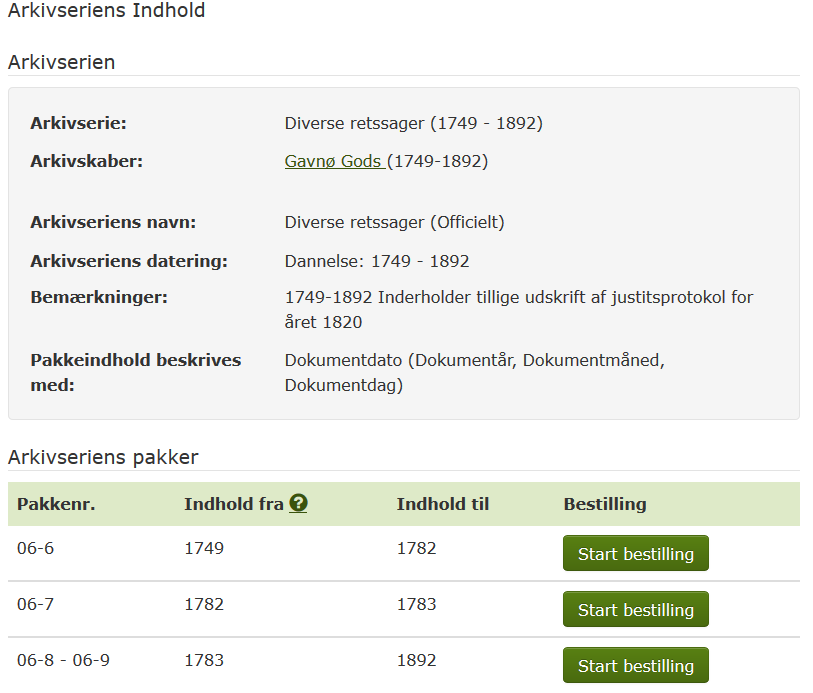 Arkivseriens Indhold
Arkivserien
Arkivserie: Diverse retssager (1749 - 1892)
Arkivskaber: Gavnø Gods (1749-1892)
Arkivseriens navn: Diverse retssager (Officielt)
Arkivseriens datering: Dannelse: 1749 - 1892
Bemærkninger: 1749-1892 Inderholder tillige udskrift af justitsprotokol for
året 1820
Pakkeindhold beskrives Dokumentdato (Dokumentår, Dokumentmåned,
med: Dokumentdag)
Arkivseriens pakker
Pakkenr. Indhold fra ? Indhold til Bestilling
06-6 1749 1782 Start bestilling
06-7 1782 1783 Start bestilling
06-8 - 06-9 1783 1892 Start bestilling